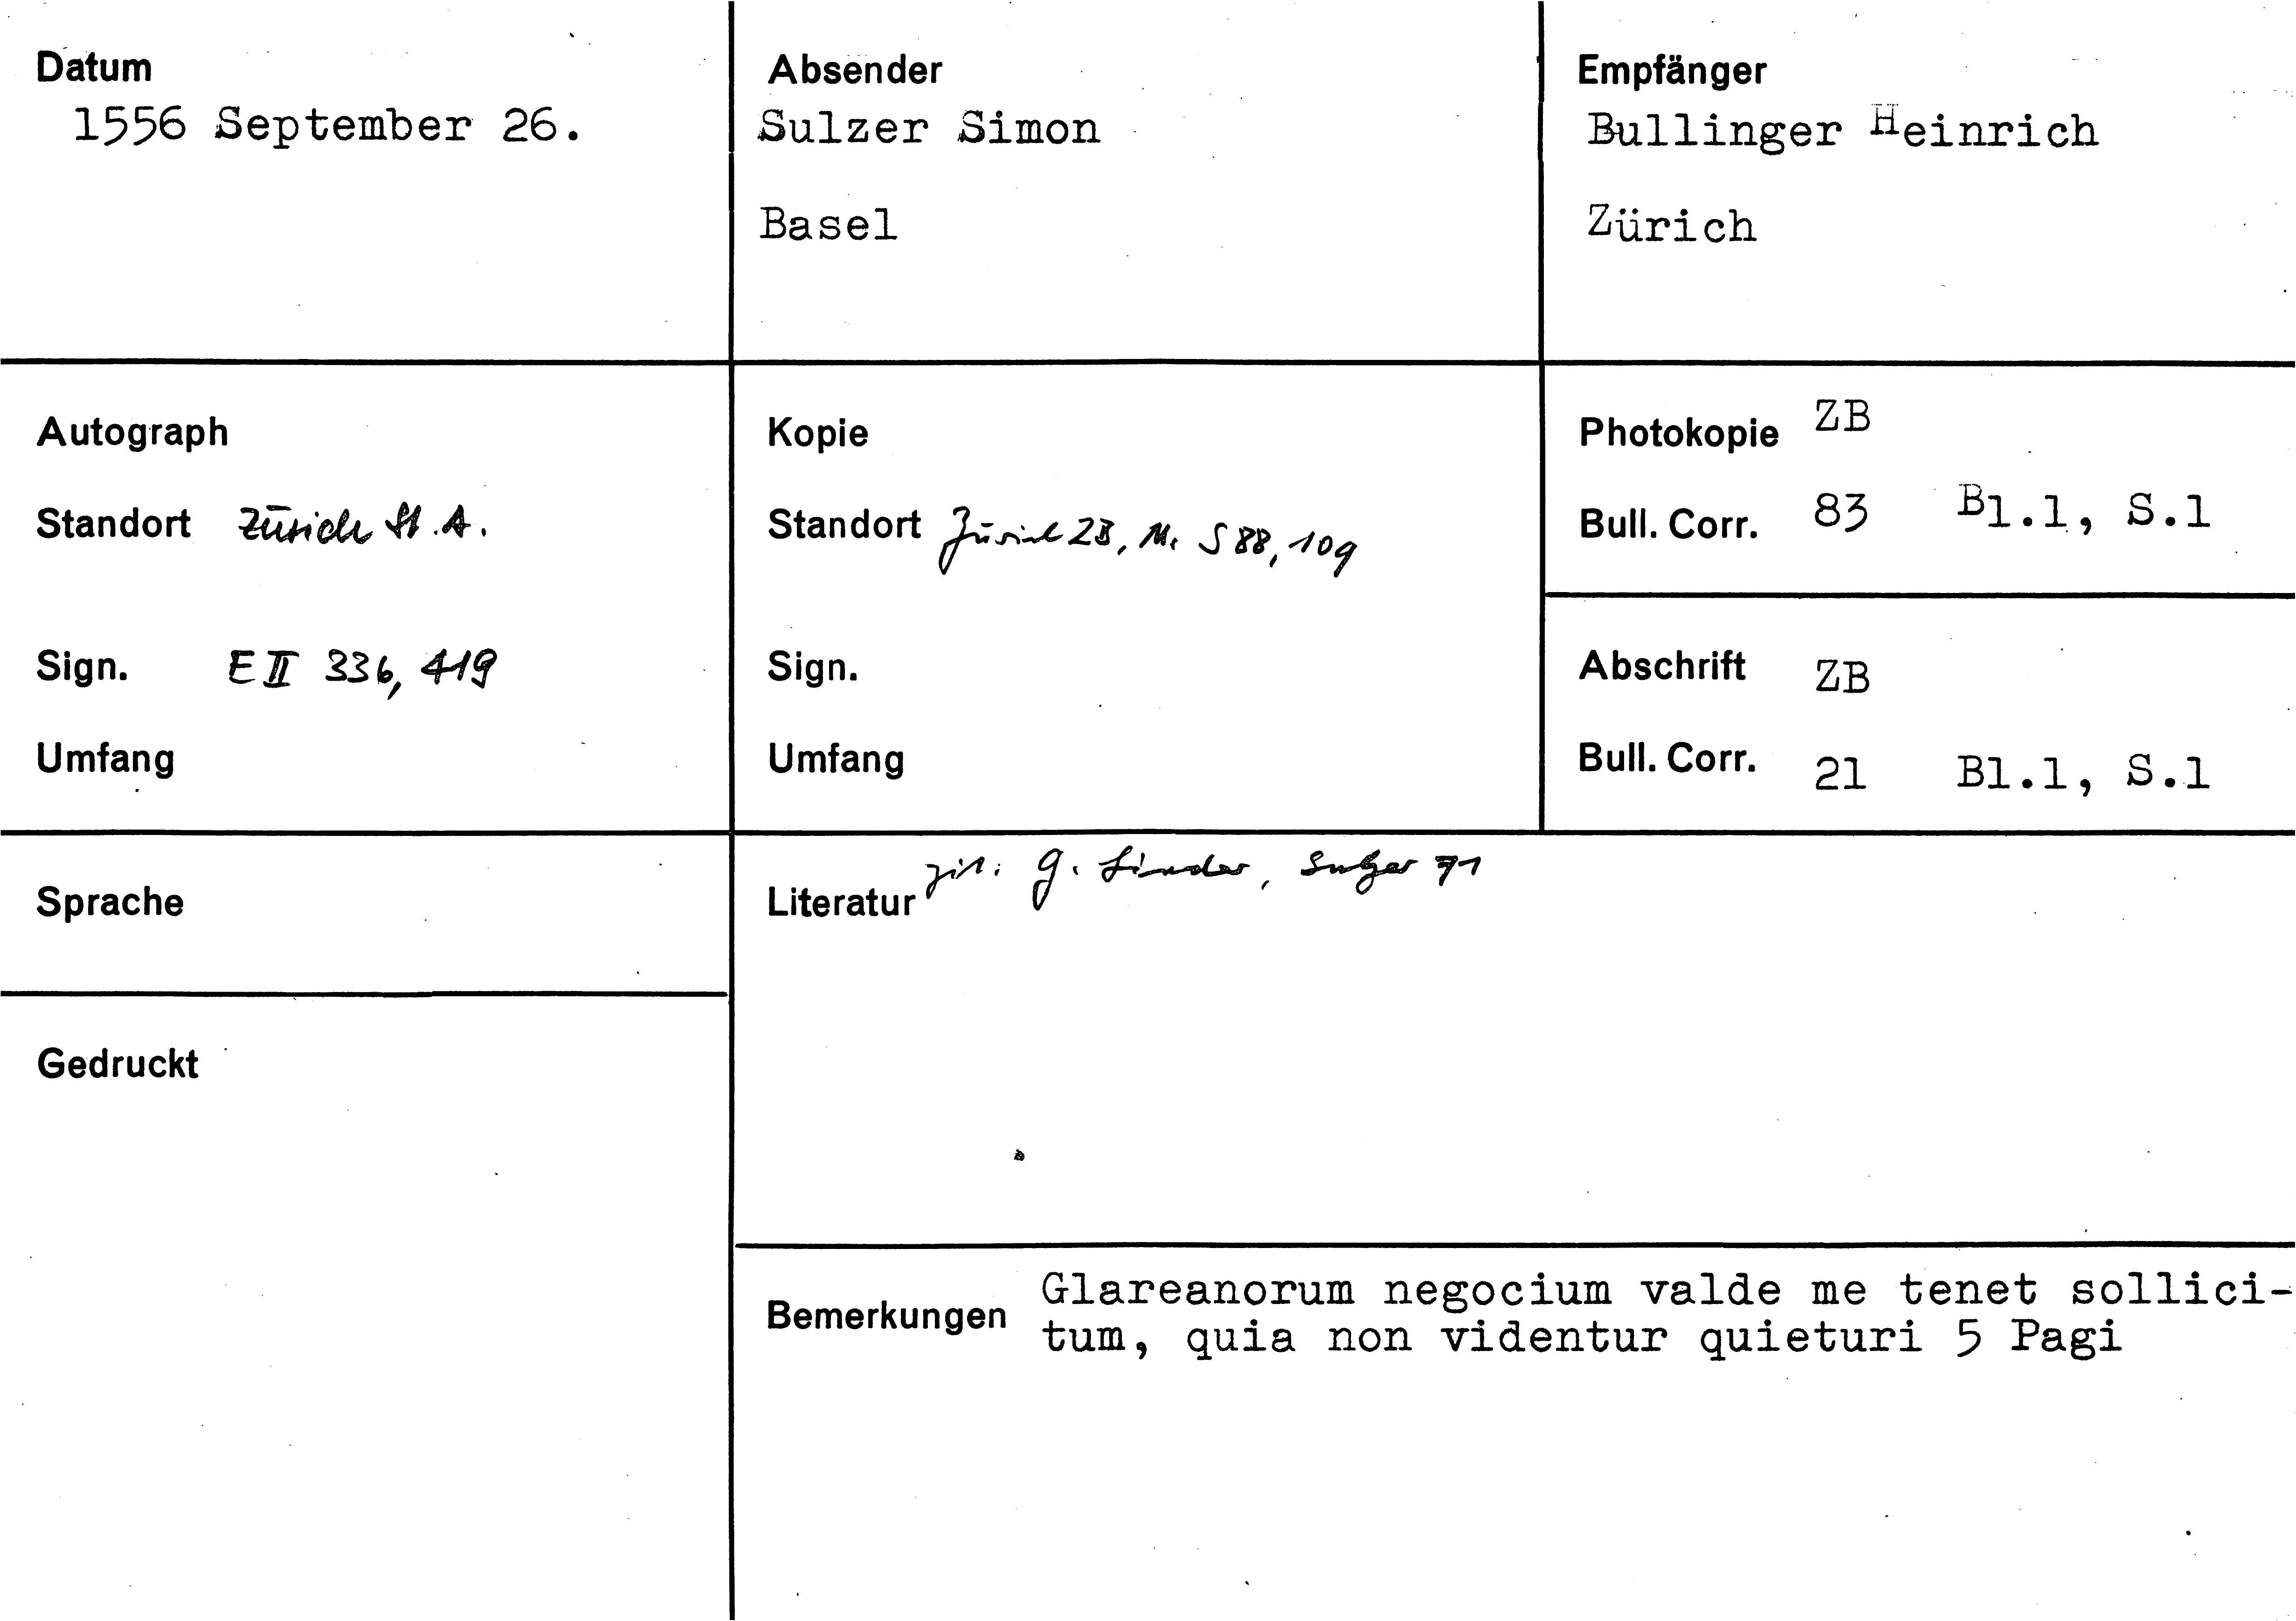 Datum
1556 September 26.
Absender
Sulzer Simon
Basel
Empfänger
Bullinger Heinrich
Zürich
Autograph
Standort Zürich St.A.
Sign. E II 336, 419
Umfang
Kopie
Standort Zürich ZB, Ms S 88, 109
Sign.
Umfang
Photokopie ZB
Bull. Corr. 83 Bl.1, S.1
Abschrift ZB
Bull. Corr. 21 Bl.1, S.1
Sprache
Gedruckt
Literatur zit. G. Linder, Sulzer 71
Bemerkungen Glareanorum negocium valde me tenet sollici-
tum, quia non videntur quieturi 5 Pagi